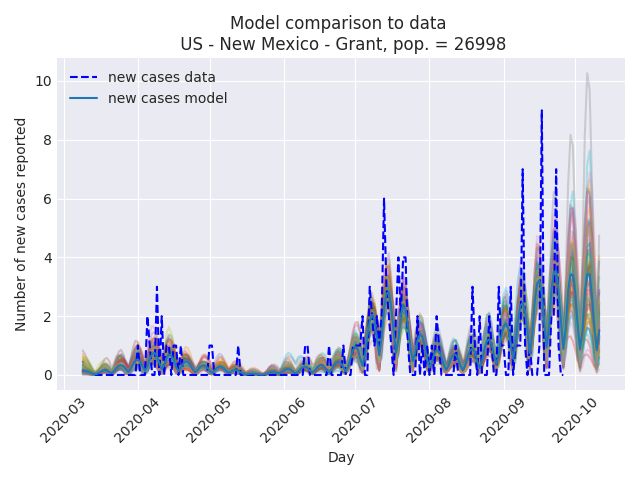 Model comparison to data
US - New Mexico - Grant, pop. = 26998
new cases data
new cases model
Number of new cases reported
10
8
6
4
2
0
2020-03
2020-04
2020-05
2020-06
2020-07
2020-08
2020-09
2020-10
Day